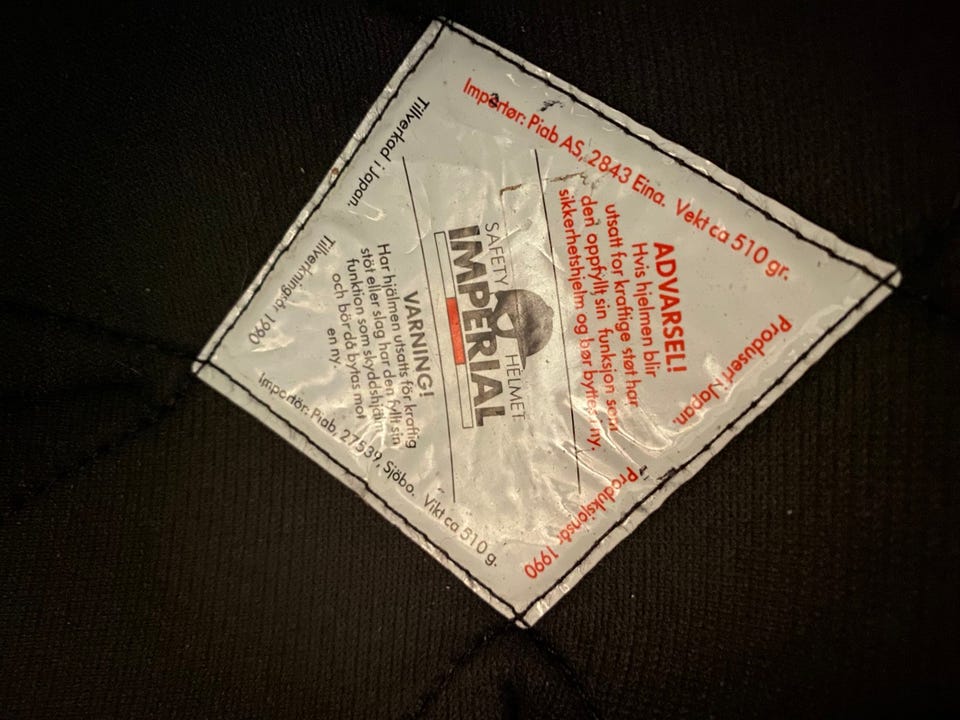 Importør: Piab AS, 2843 Eina. Vekt ca 510 gr.
Produsert i Japan.
ADVARSEL!
Hvis hjelmen blir
utsatt for kraftige støt har
den oppfylt sin funksjon som
sikkerhetshjelm og bør byttes ny.
Produksjonsår 1990
SAFETY HELMET
IMPERIAL
Tillverkad i Japan.
VARNING!
Har hjälmen utsatts för kraftig
stöt eller slag har den fyllt sin
funktion som skyddshjälm
och bör då bytas mot
en ny.
Tillverkningsår 1990
Importör: Piab, 27539, Sjöbo. Vikt ca 510 g.